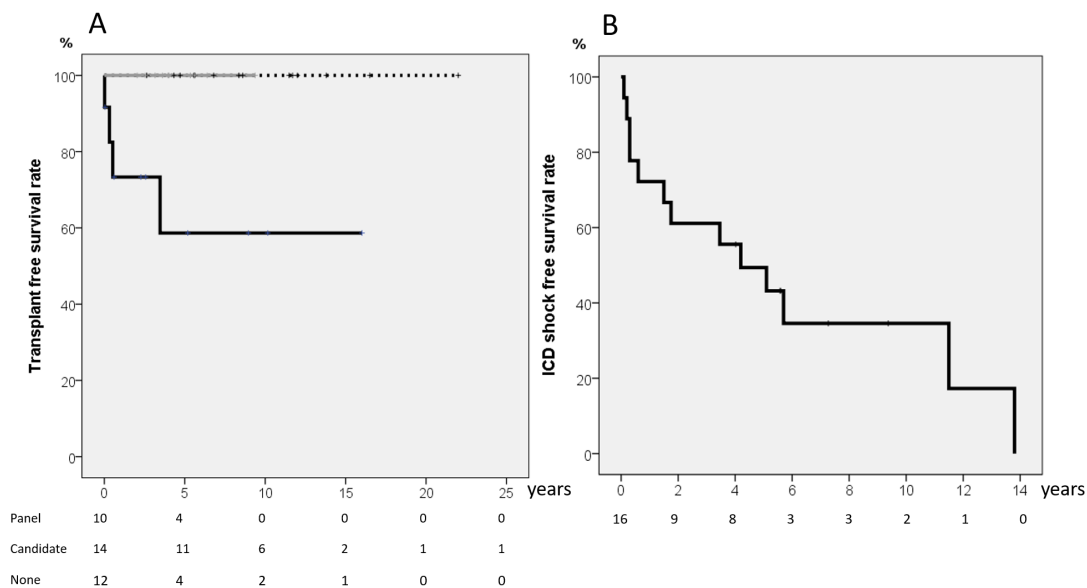 A
%
100
80
60
40
20
0
Transplant free survival rate
0 5 10 15 20 25 years
Panel 10 4 0 0 0 0
Candidate 14 11 6 2 1 1
None 12 4 2 1 0 0
B
%
100
80
60
40
20
0
ICD shock free survival rate
0 2 4 6 8 10 12 14 years
16 9 8 3 3 2 1 0